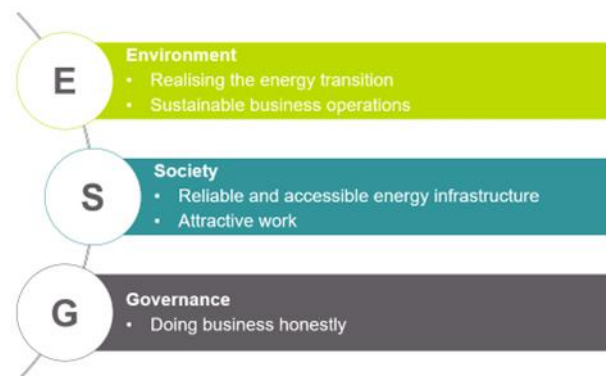 E
Environment
• Realising the energy transition
• Sustainable business operations
S
Society
• Reliable and accessible energy infrastructure
• Attractive work
G
Governance
• Doing business honestly